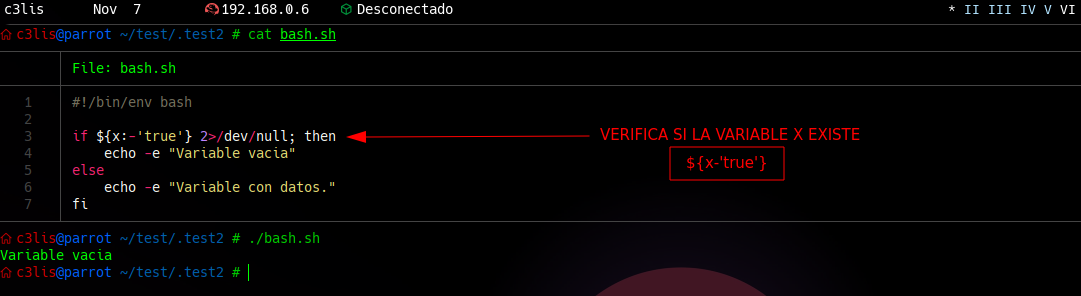 c3lis Nov 7 192.168.0.6 Desconectado * II III IV V VI
c3lis@parrot ~/test/.test2 # cat bash.sh
File: bash.sh
1 #!/bin/env bash
2
3 if ${x:-'true'} 2>/dev/null; then
VERIFICA SI LA VARIABLE X EXISTE
4 echo -e "Variable vacia"
${x-'true'}
5 else
6 echo -e "Variable con datos."
7 fi
c3lis@parrot ~/test/.test2 # ./bash.sh
Variable vacia
c3lis@parrot ~/test/.test2 #